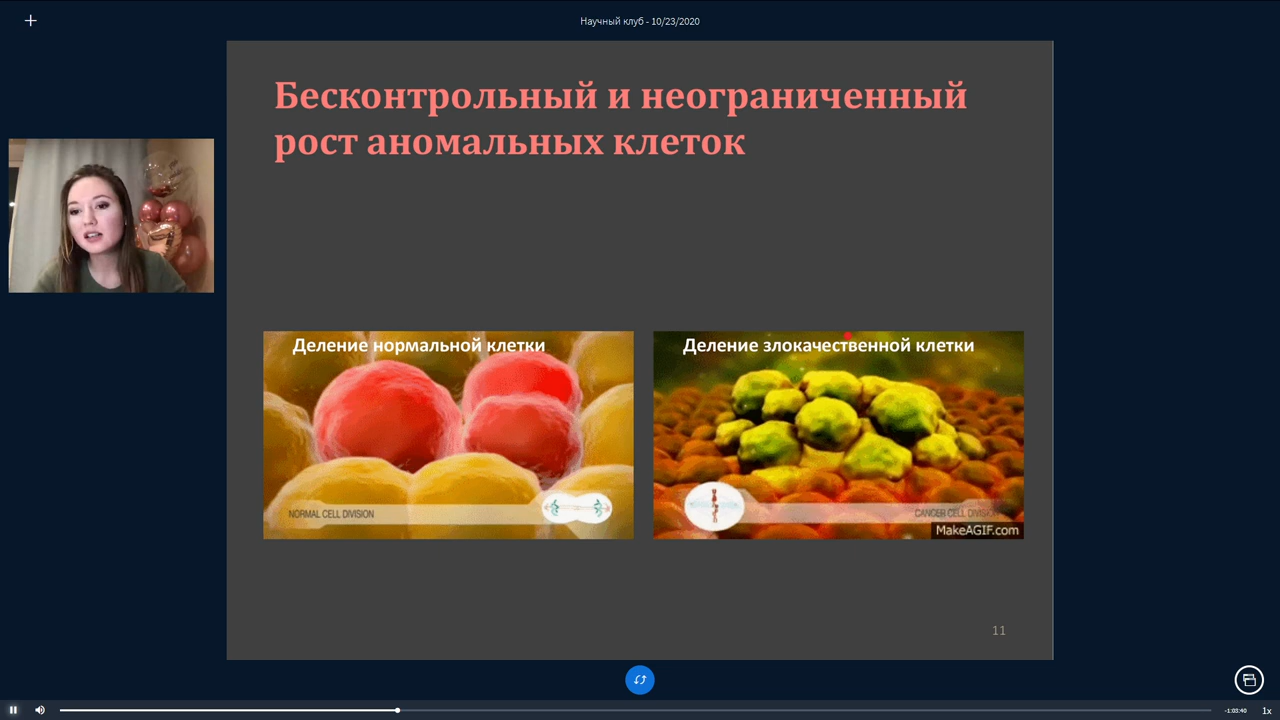 Научный клуб - 10/23/2020
Бесконтрольный и неограниченный
рост аномальных клеток
Деление нормальной клетки
NORMAL CELL DIVISION
Деление злокачественной клетки
CANCER CELL DIVISION
MakeAGIF.com
11
-1:03:40
1x